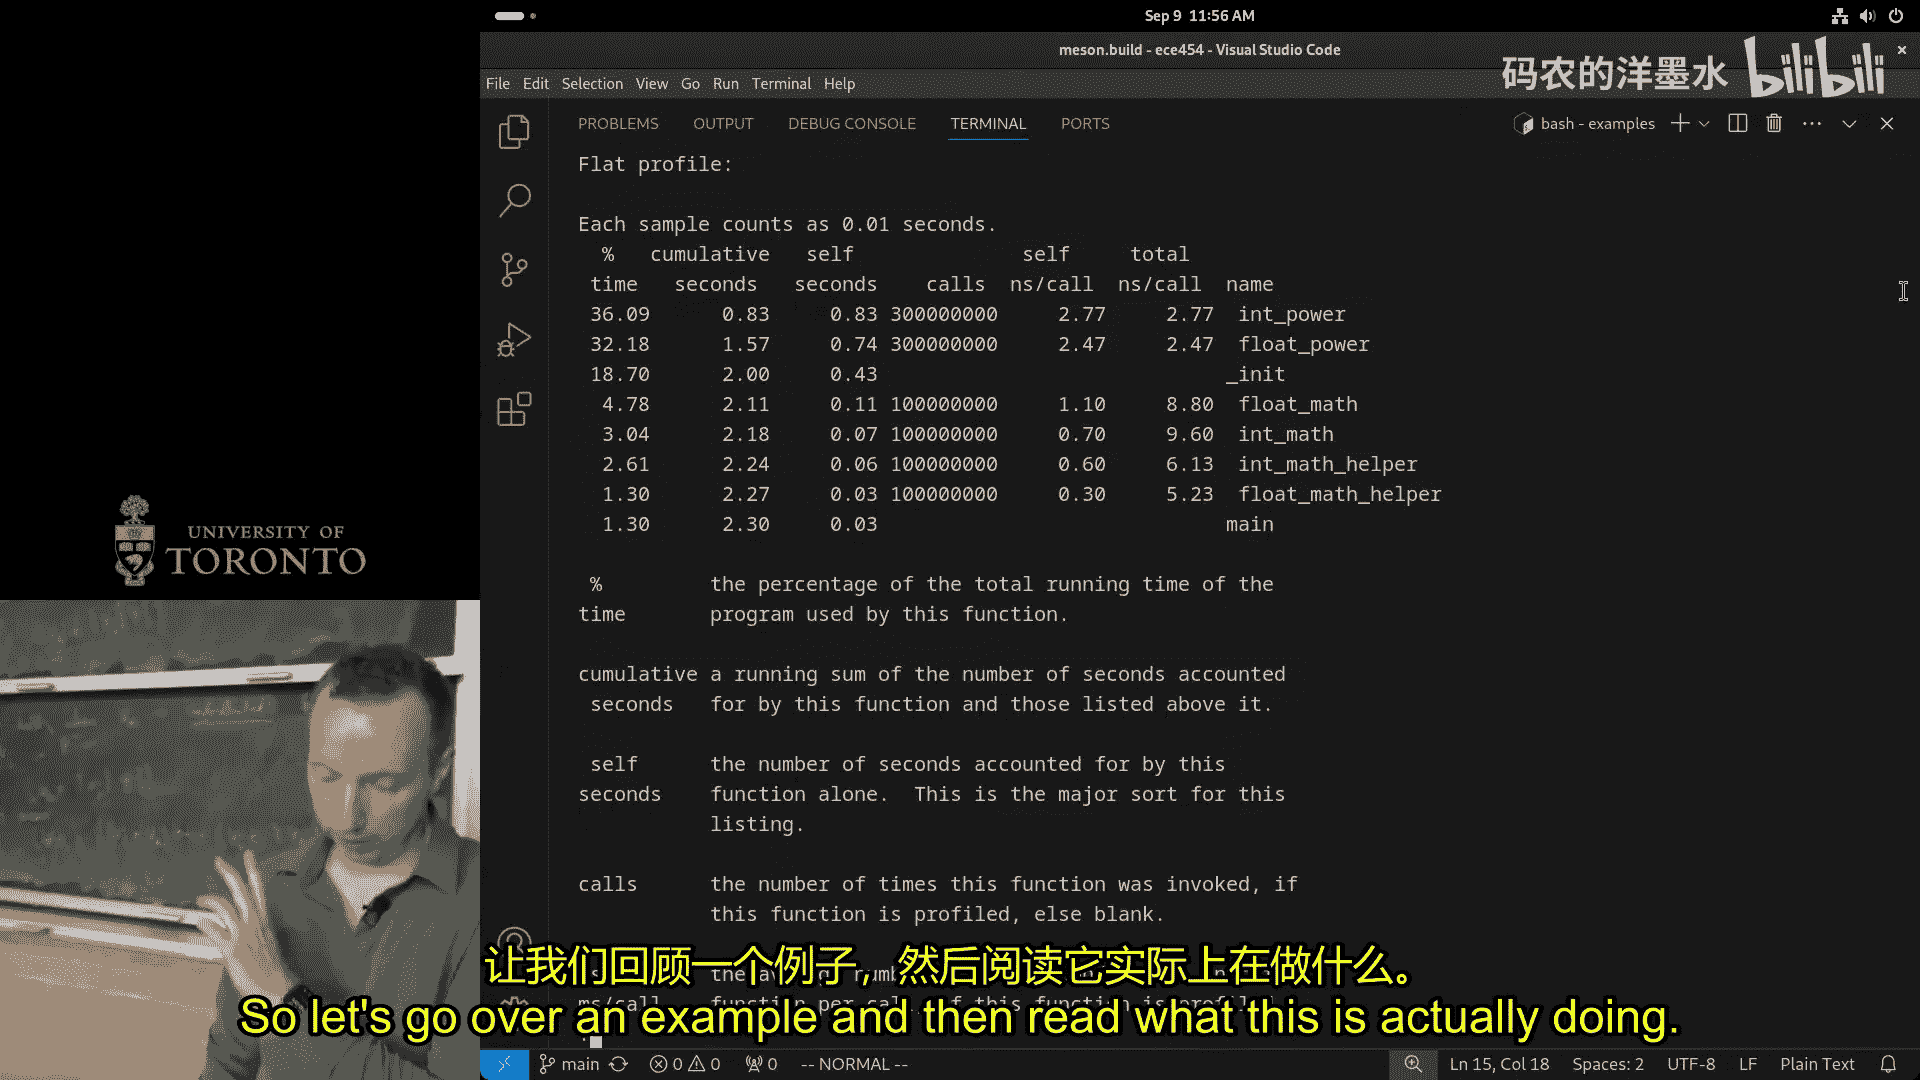 Sep 9 11:56 AM
meson.build - ece454 - Visual Studio Code
码农的洋墨水 bilibili
File Edit Selection View Go Run Terminal Help
PROBLEMS OUTPUT DEBUG CONSOLE TERMINAL PORTS
bash - examples
Flat profile:
Each sample counts as 0.01 seconds.
% cumulative self self total
time seconds seconds calls ns/call ns/call name
36.09 0.83 0.83 300000000 2.77 2.77 int_power
32.18 1.57 0.74 300000000 2.47 2.47 float_power
18.70 2.00 0.43 _init
4.78 2.11 0.11 100000000 1.10 8.80 float_math
3.04 2.18 0.07 100000000 0.70 9.60 int_math
2.61 2.24 0.06 100000000 0.60 6.13 int_math_helper
1.30 2.27 0.03 100000000 0.30 5.23 float_math_helper
1.30 2.30 0.03 main
% the percentage of the total running time of the
time program used by this function.
cumulative a running sum of the number of seconds accounted
seconds for by this function and those listed above it.
self the number of seconds accounted for by this
seconds function alone. This is the major sort for this
listing.
calls the number of times this function was invoked, if
this function is profiled, else blank.
UNIVERSITY OF
TORONTO
让我们回顾一个例子，然后阅读它实际上在做什么。
So let's go over an example and then read what this is actually doing.
main 0 0 0 -- NORMAL -- Ln 15, Col 18 Spaces: 2 UTF-8 LF Plain Text